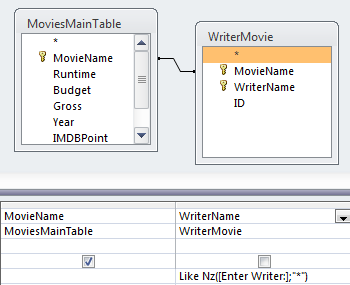 MoviesMainTable
*
MovieName
Runtime
Budget
Gross
Year
IMDBPoint
WriterMovie
*
MovieName
WriterName
ID
MovieName WriterName
MoviesMainTable WriterMovie
Like Nz([Enter Writer:];"*")